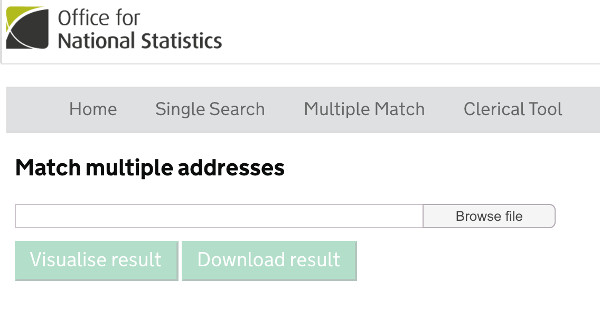 Office for
National Statistics
Home Single Search Multiple Match Clerical Tool
Match multiple addresses
Browse file
Visualise result Download result